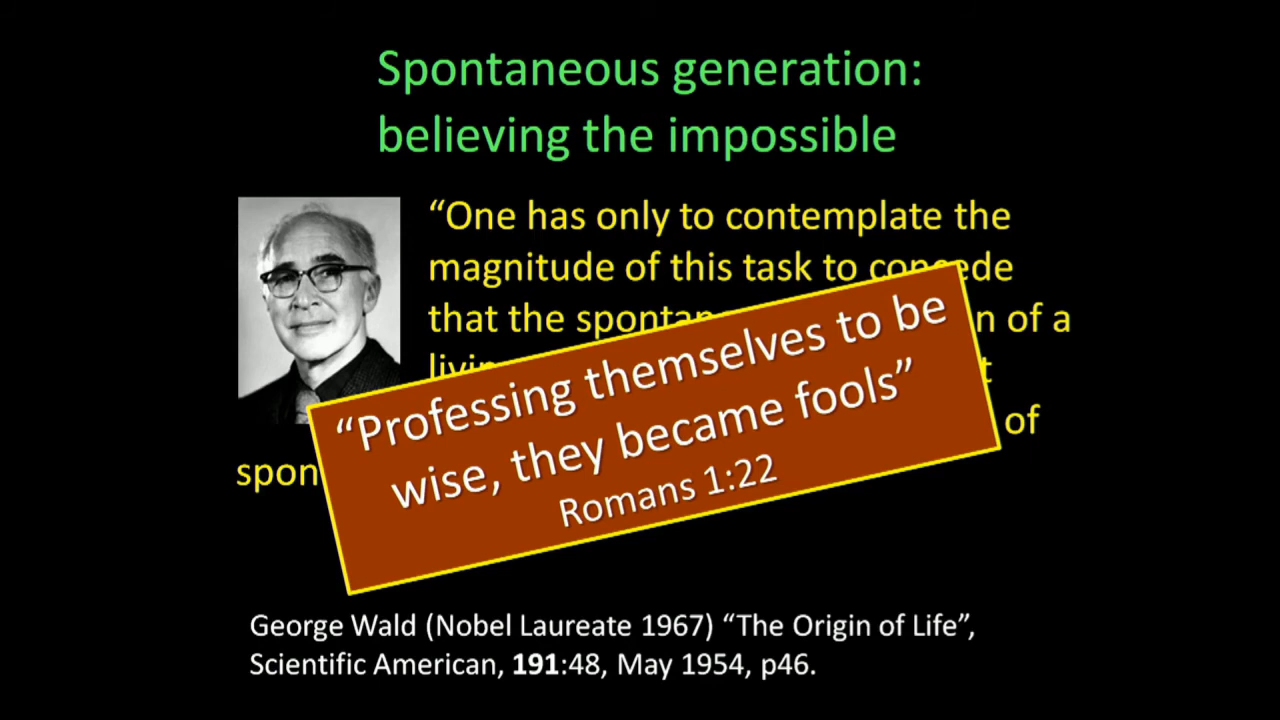 Spontaneous generation:
believing the impossible
“One has only to contemplate the
magnitude of this task to concede
that the n of a
of
spon
“Professing themselves to be
wise, they became fools”
Romans 1:22
George Wald (Nobel Laureate 1967) “The Origin of Life”,
Scientific American, 191:48, May 1954, p46.